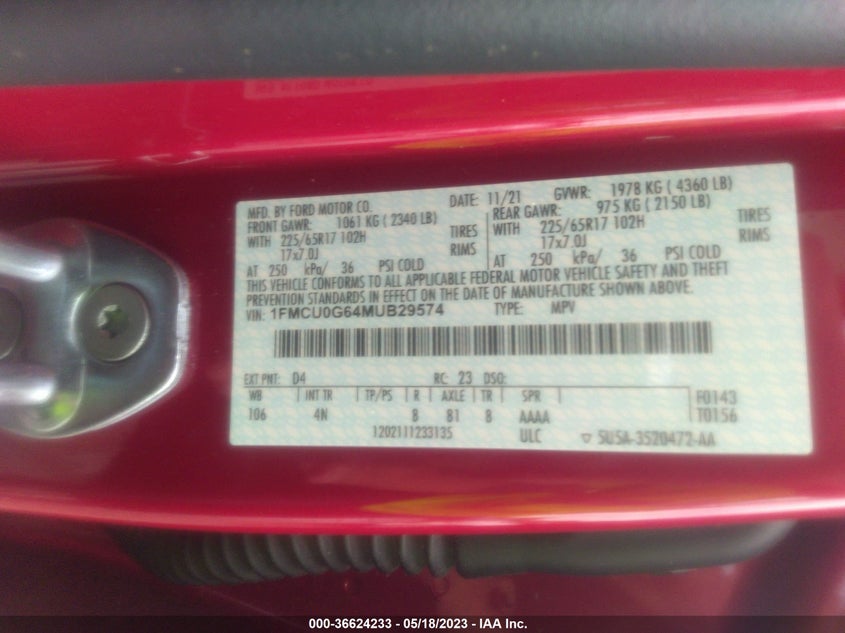 MFD. BY FORD MOTOR CO. DATE: 11/21 GVWR: 1978 KG ( 4360 LB)
FRONT GAWR: 1061 KG ( 2340 LB) REAR GAWR: 975 KG ( 2150 LB)
WITH 225/65R17 102H TIRES WITH 225/65R17 102H TIRES
17x7.0J RIMS 17x7.0J RIMS
AT 250 kPa/ 36 PSI COLD AT 250 kPa/ 36 PSI COLD
THIS VEHICLE CONFORMS TO ALL APPLICABLE FEDERAL MOTOR VEHICLE SAFETY AND THEFT
PREVENTION STANDARDS IN EFFECT ON THE DATE OF MANUFACTURE SHOWN ABOVE.
VIN: 1FMCU0G64MUB29574 TYPE: MPV
EXT PNT: D4 RC: 23 DSO:
WB INT TR TP/PS R AXLE TR SPR F0143
106 4N 8 81 8 AAAA T0156
1202111233135 ULC 5U5A-3520472-AA
000-36624233 - 05/18/2023 - IAA Inc.